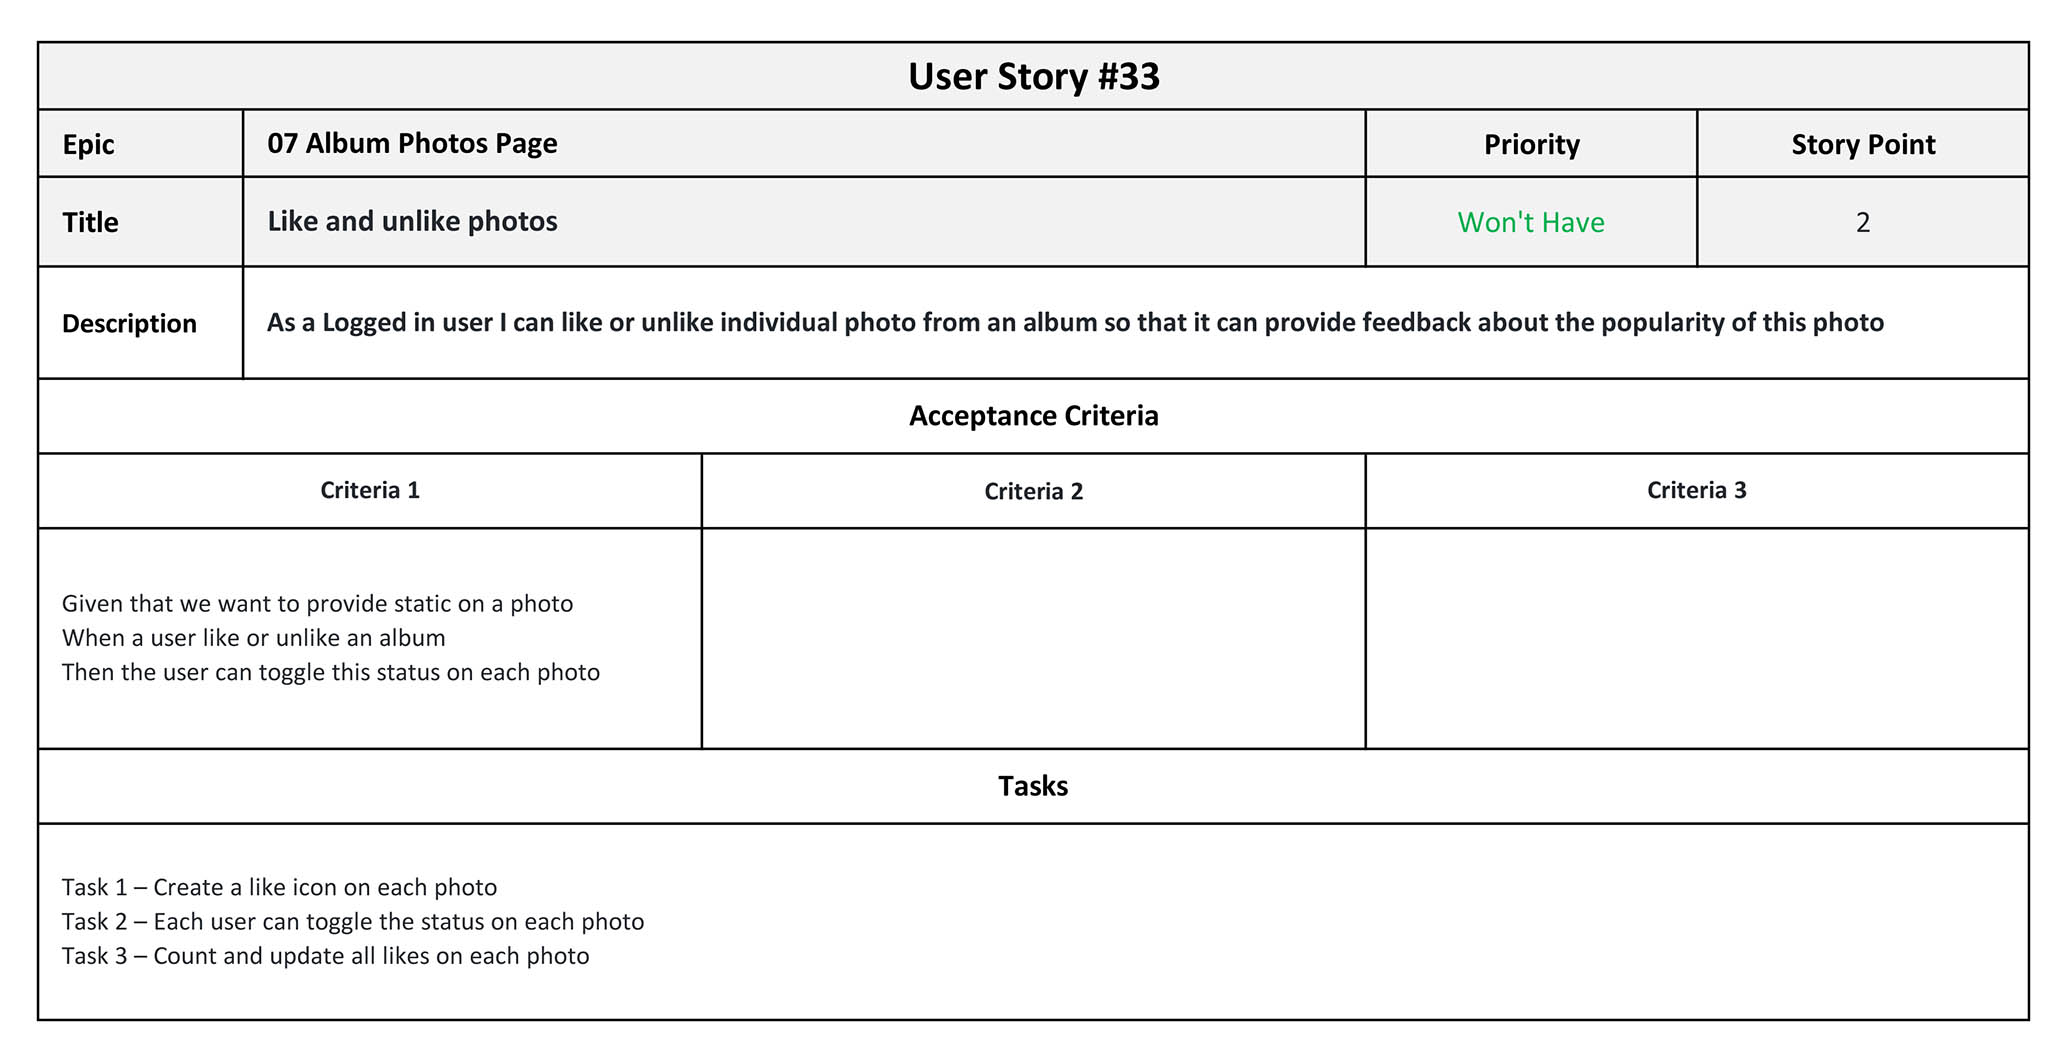 User Story #33
Epic
07 Album Photos Page
Priority
Story Point
Title
Like and unlike photos
Won't Have
2
Description
As a Logged in user I can like or unlike individual photo from an album so that it can provide feedback about the popularity of this photo
Acceptance Criteria
Criteria 1
Criteria 2
Criteria 3
Given that we want to provide static on a photo
When a user like or unlike an album
Then the user can toggle this status on each photo
Tasks
Task 1 – Create a like icon on each photo
Task 2 – Each user can toggle the status on each photo
Task 3 – Count and update all likes on each photo